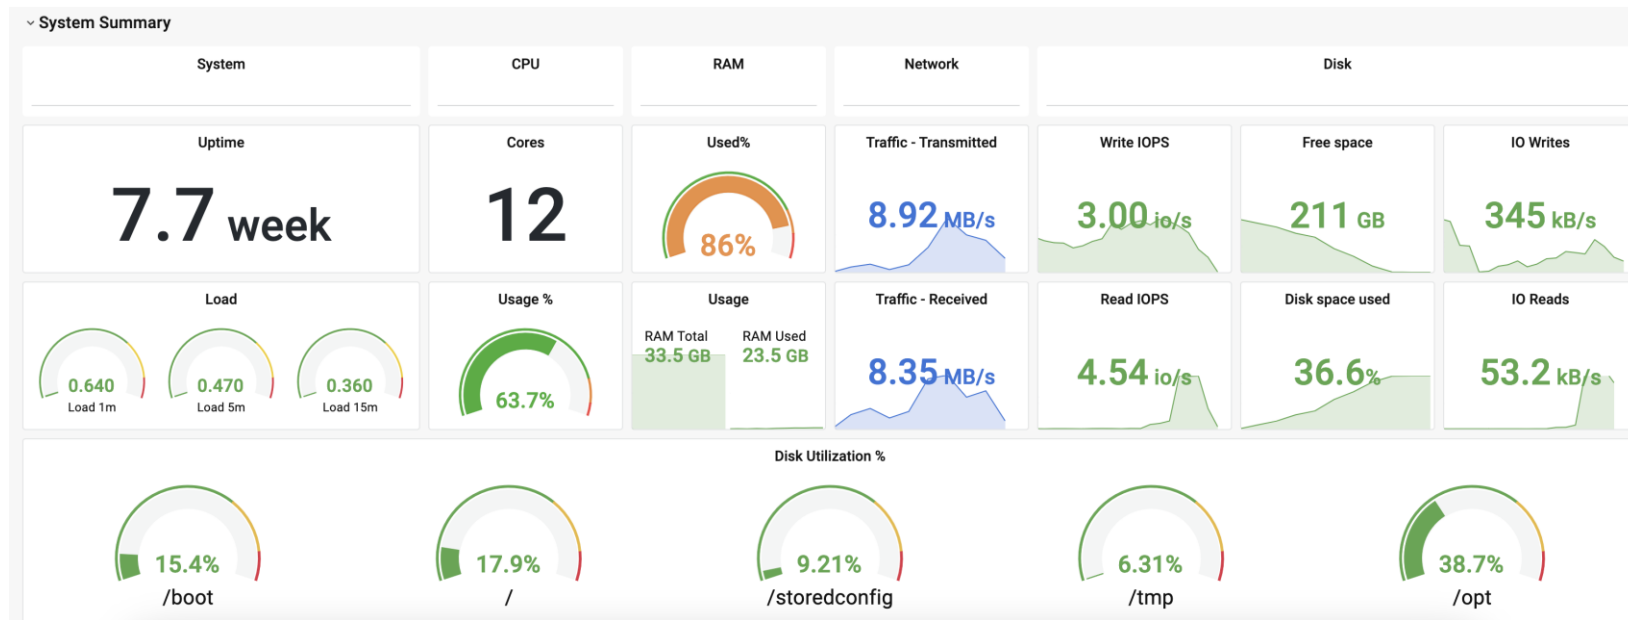 System Summary
System
CPU
RAM
Network
Disk
Uptime
7.7 week
Cores
12
Used%
86%
Traffic - Transmitted
8.92 MB/s
Write IOPS
3.00 io/s
Free space
211 GB
IO Writes
345 kB/s
Load
0.640
Load 1m
0.470
Load 5m
0.360
Load 15m
Usage %
63.7%
Usage
RAM Total
33.5 GB
RAM Used
23.5 GB
Traffic - Received
8.35 MB/s
Read IOPS
4.54 io/s
Disk space used
36.6%
IO Reads
53.2 kB/s
Disk Utilization %
15.4%
/boot
17.9%
/
9.21%
/storedconfig
6.31%
/tmp
38.7%
/opt